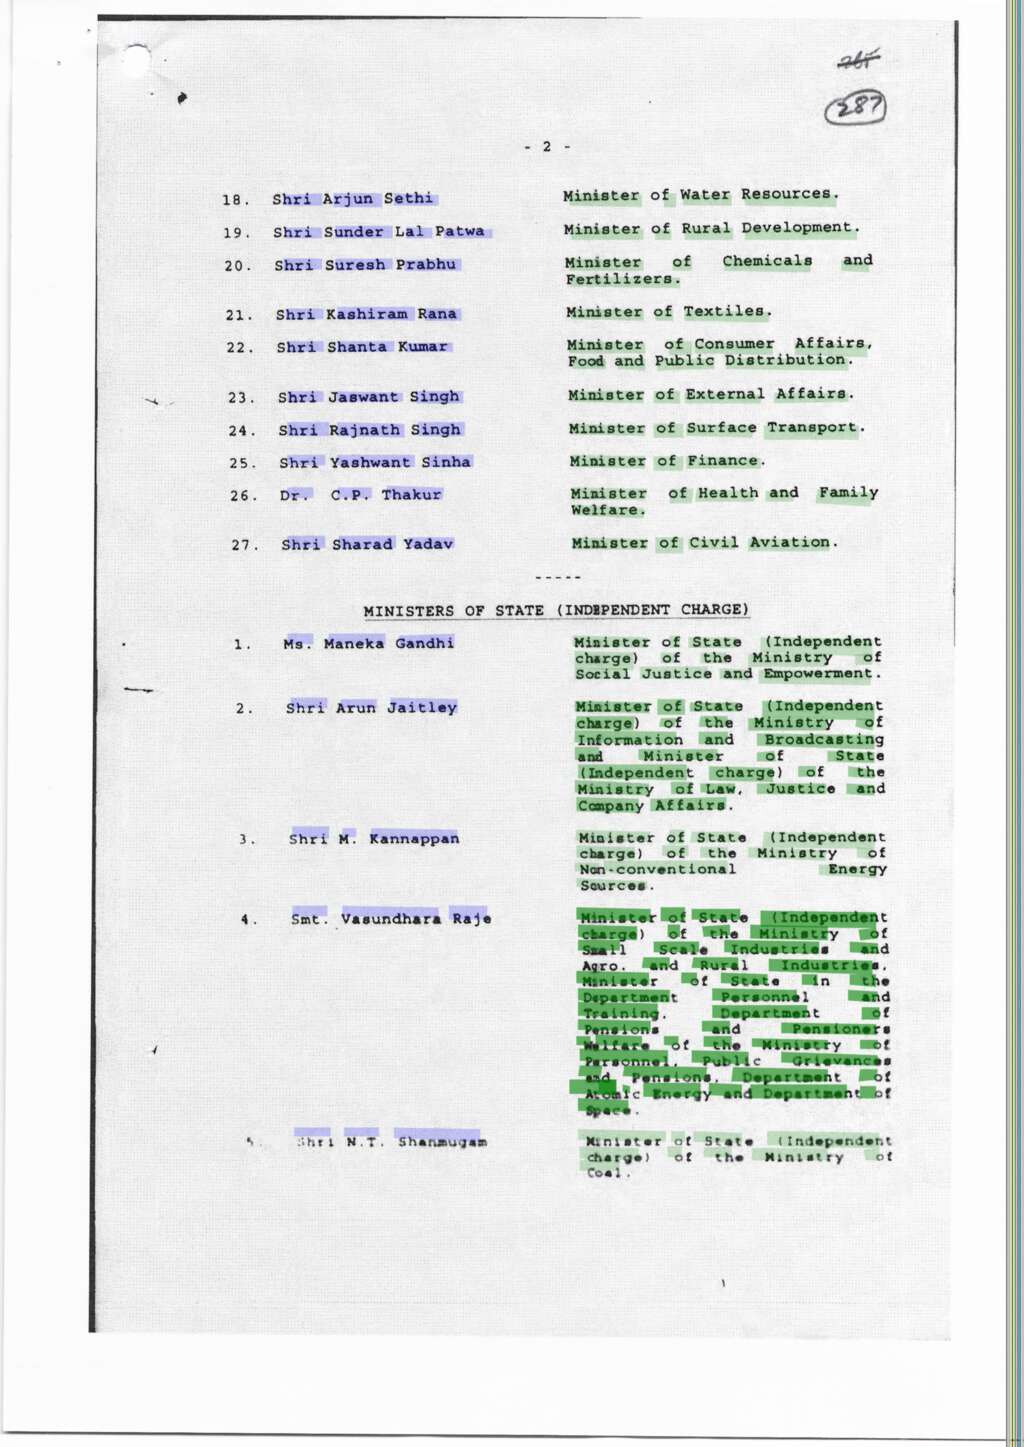 287
- 2 -
18. Shri Arjun Sethi Minister of Water Resources.
19. Shri Sunder Lal Patwa Minister of Rural Development.
20. Shri Suresh Prabhu Minister of Chemicals and
Fertilizers.
21. Shri Kashiram Rana Minister of Textiles.
22. Shri Shanta Kumar Minister of Consumer Affairs,
Food and Public Distribution.
23. Shri Jaswant Singh Minister of External Affairs.
24. Shri Rajnath Singh Minister of Surface Transport.
25. Shri Yashwant Sinha Minister of Finance.
26. Dr. C.P. Thakur Minister of Health and Family
Welfare.
27. Shri Sharad Yadav Minister of Civil Aviation.
-----
MINISTERS OF STATE (INDEPENDENT CHARGE)
1. Ms. Maneka Gandhi Minister of State (Independent
charge) of the Ministry of
Social Justice and Empowerment.
2. Shri Arun Jaitley Minister of State (Independent
charge) of the Ministry of
Information and Broadcasting
and Minister of State
(Independent charge) of the
Ministry of Law, Justice and
Company Affairs.
3. Shri M. Kannappan Minister of State (Independent
charge) of the Ministry of
Non-conventional Energy
Sources.
4. Smt. Vasundhara Raje Minister of State (Independent
charge) of the Ministry of
Small Scale Industries and
Agro. and Rural Industries,
Minister of State in the
Department Personnel and
Training, Department of
Pensions and Pensioners
Welfare of the Ministry of
Personnel, Public Grievances
and Pensions, Department of
Atomic Energy and Department of
Space.
5. Shri N.T. Shanmugam Minister of State (Independent
charge) of the Ministry of
Coal.